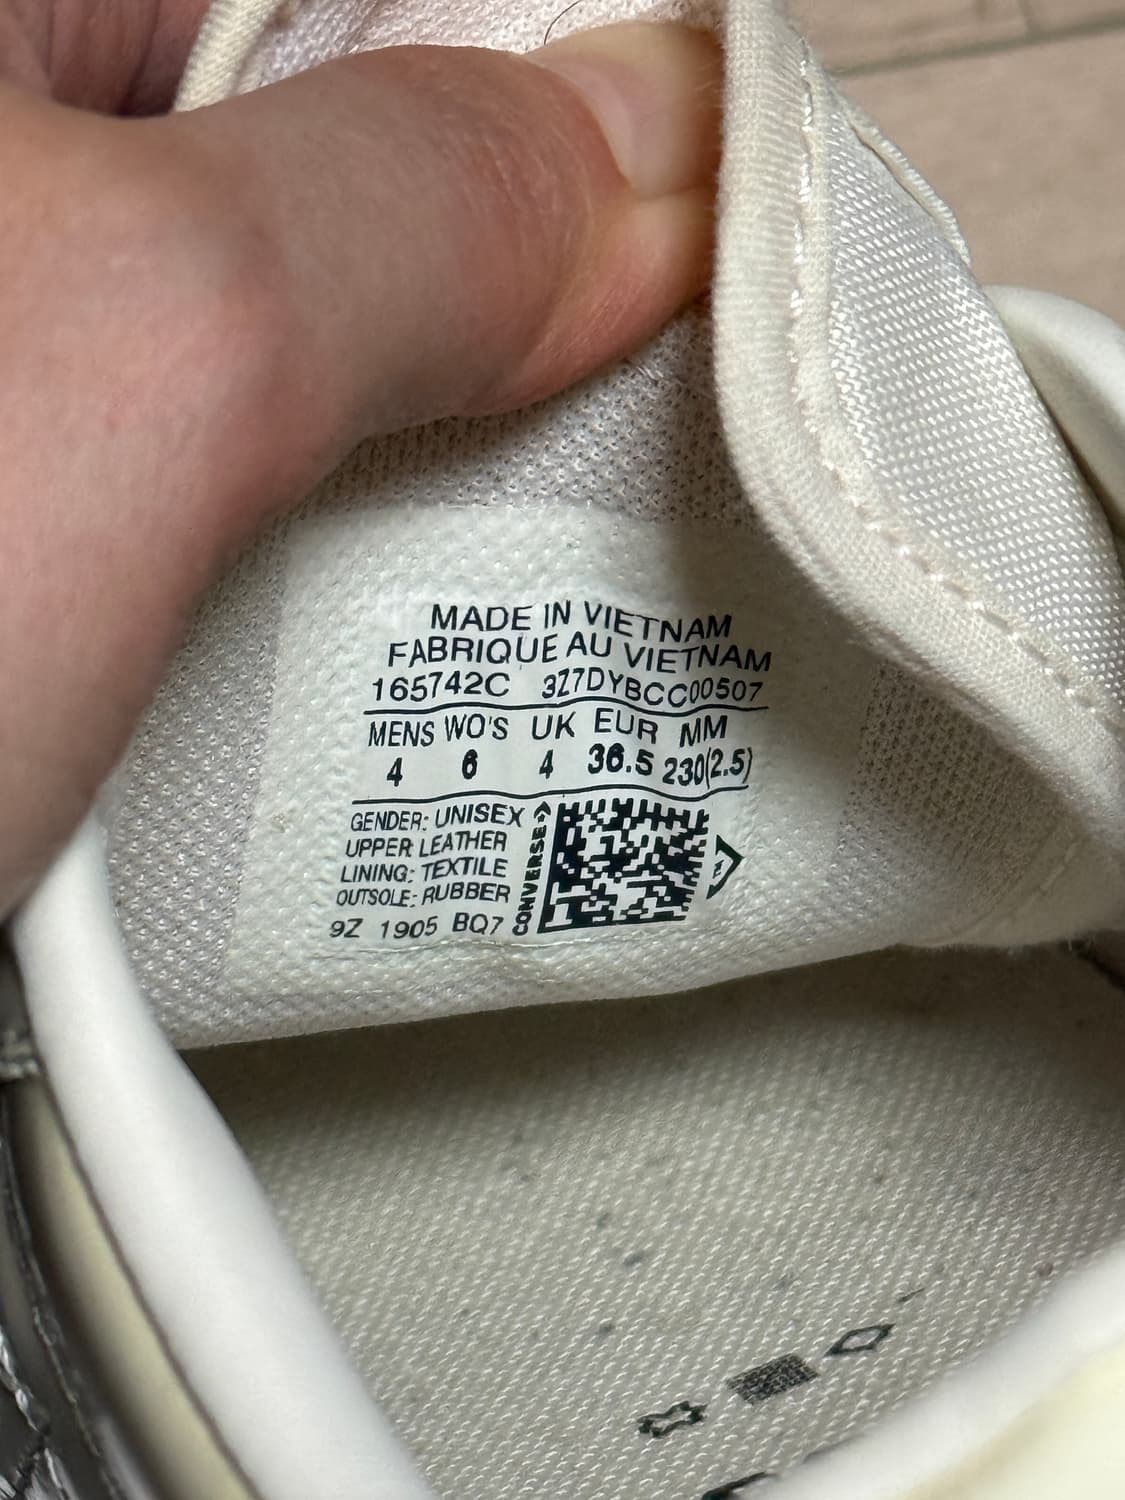 MADE IN VIETNAM
FABRIQUE AU VIETNAM
165742C 3Z7DYBCC00507
MENS WO'S UK EUR MM
4 6 4 36.5 230(2.5)
GENDER: UNISEX
UPPER: LEATHER
LINING: TEXTILE
OUTSOLE: RUBBER
9Z 1905 BQ7
CONVERSE